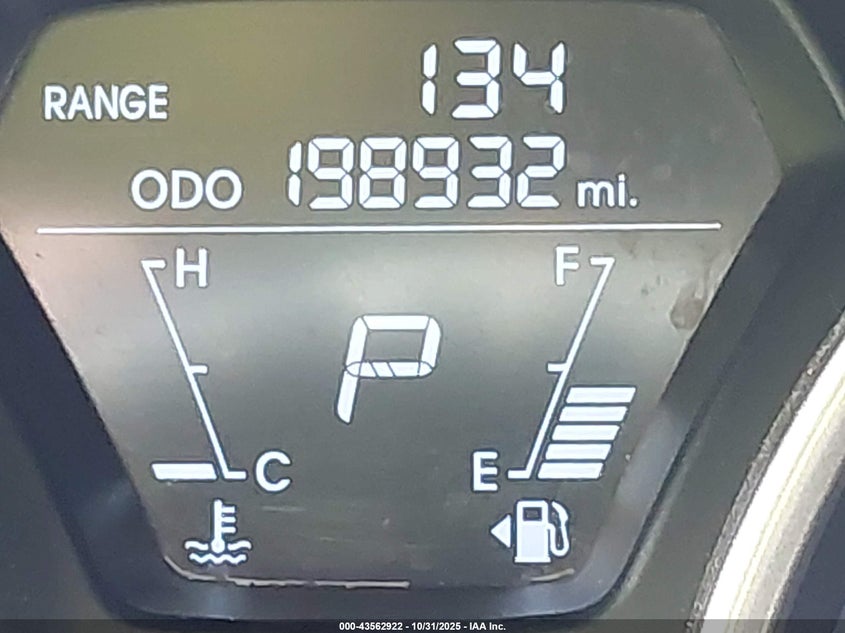 RANGE 134
ODO 198932 mi.
H F
P
C E
000-43562922 - 10/31/2025 - IAA Inc.